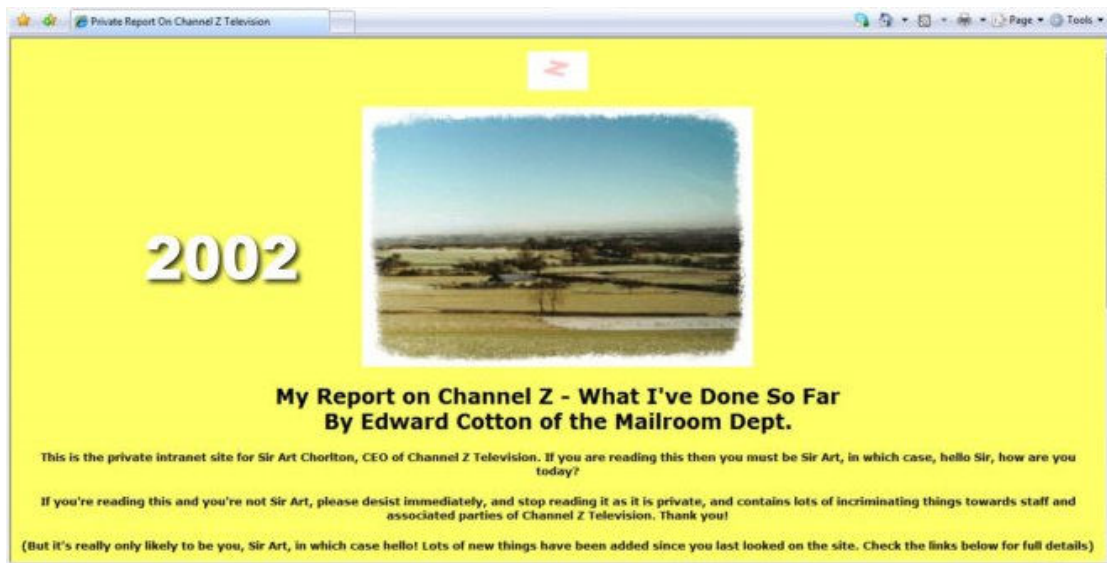 Private Report On Channel Z Television
Page
Tools
Z
2002
My Report on Channel Z - What I've Done So Far
By Edward Cotton of the Mailroom Dept.
This is the private intranet site for Sir Art Chorlton, CEO of Channel Z Television. If you are reading this then you must be Sir Art, in which case, hello Sir, how are you
today?
If you're reading this and you're not Sir Art, please desist immediately, and stop reading it as it is private, and contains lots of incriminating things towards staff and
associated parties of Channel Z Television. Thank you!
(But it's really only likely to be you, Sir Art, in which case hello! Lots of new things have been added since you last looked on the site. Check the links below for full details)